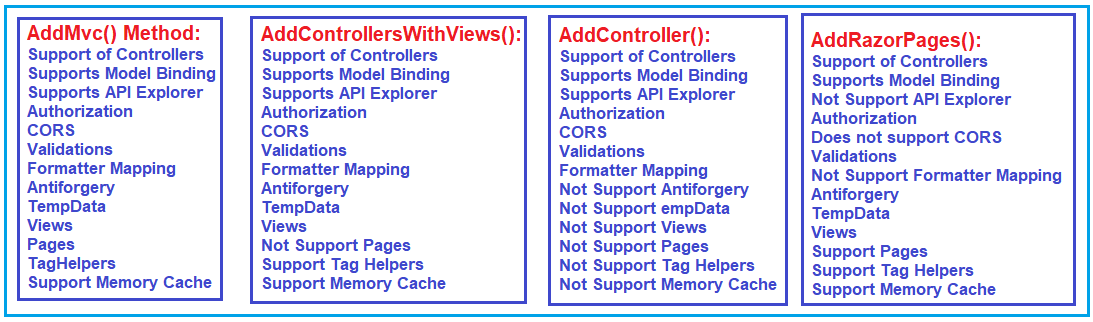 AddMvc() Method:
Support of Controllers
Supports Model Binding
Supports API Explorer
Authorization
CORS
Validations
Formatter Mapping
Antiforgery
TempData
Views
Pages
TagHelpers
Support Memory Cache
AddControllersWithViews():
Support of Controllers
Supports Model Binding
Supports API Explorer
Authorization
CORS
Validations
Formatter Mapping
Antiforgery
TempData
Views
Not Support Pages
Support Tag Helpers
Support Memory Cache
AddController():
Support of Controllers
Supports Model Binding
Supports API Explorer
Authorization
CORS
Validations
Formatter Mapping
Not Support Antiforgery
Not Support empData
Not Support Views
Not Support Pages
Not Support Tag Helpers
Not Support Memory Cache
AddRazorPages():
Support of Controllers
Supports Model Binding
Not Support API Explorer
Authorization
Does not support CORS
Validations
Not Support Formatter Mapping
Antiforgery
TempData
Views
Support Pages
Support Tag Helpers
Support Memory Cache